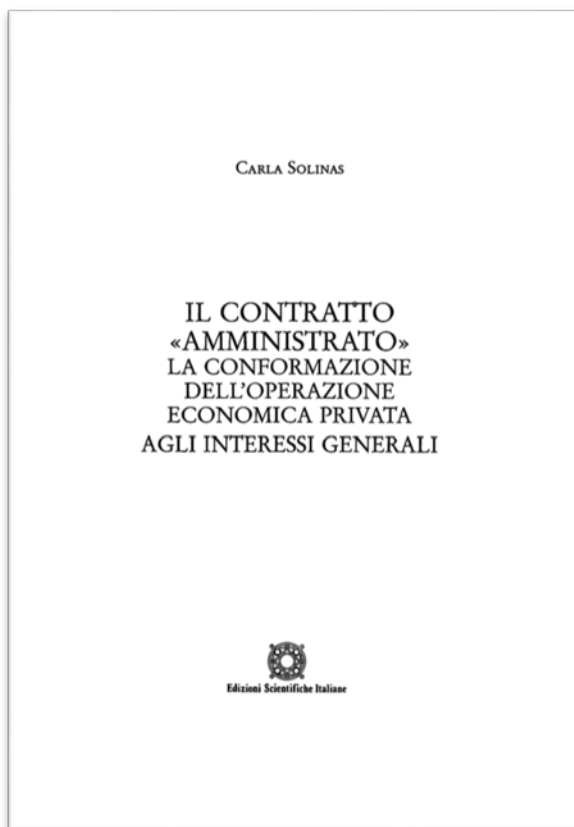 CARLA SOLINAS
IL CONTRATTO
«AMMINISTRATO»
LA CONFORMAZIONE
DELL'OPERAZIONE
ECONOMICA PRIVATA
AGLI INTERESSI GENERALI
Edizioni Scientifiche Italiane